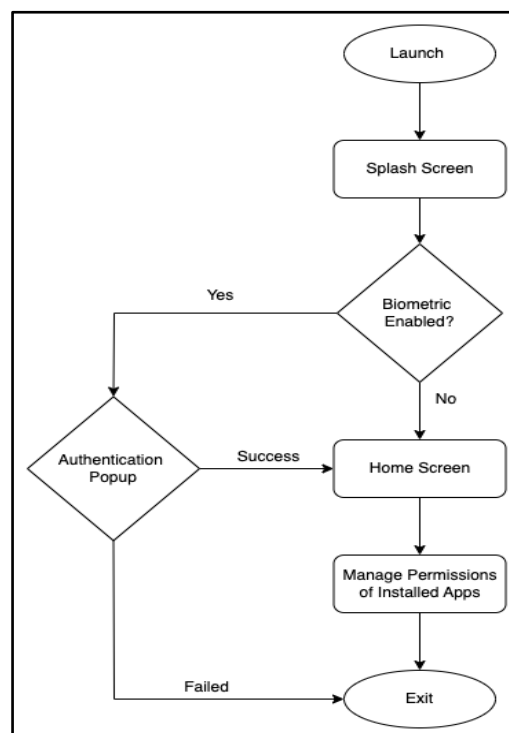 Launch
Splash Screen
Yes
Biometric
Enabled?
No
Authentication
Popup
Success
Home Screen
Manage Permissions
of Installed Apps
Failed
Exit